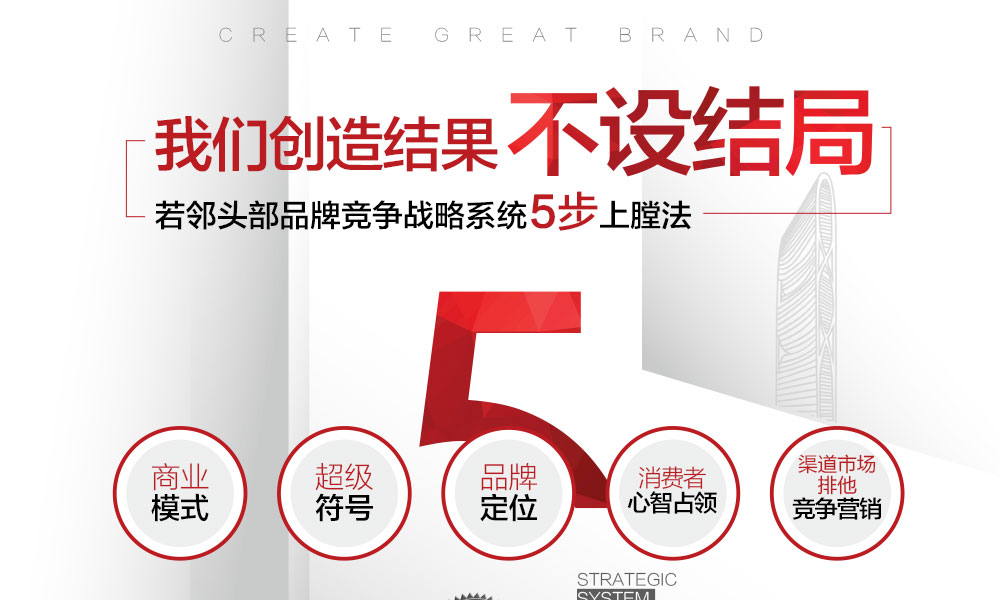 CREATE GREAT BRAND
我们创造结果 不设结局
若邻头部品牌竞争战略系统5步上膛法
5
商业
模式
超级
符号
品牌
定位
消费者
心智占领
渠道市场
排他
竞争营销
STRATEGIC
SYSTEM